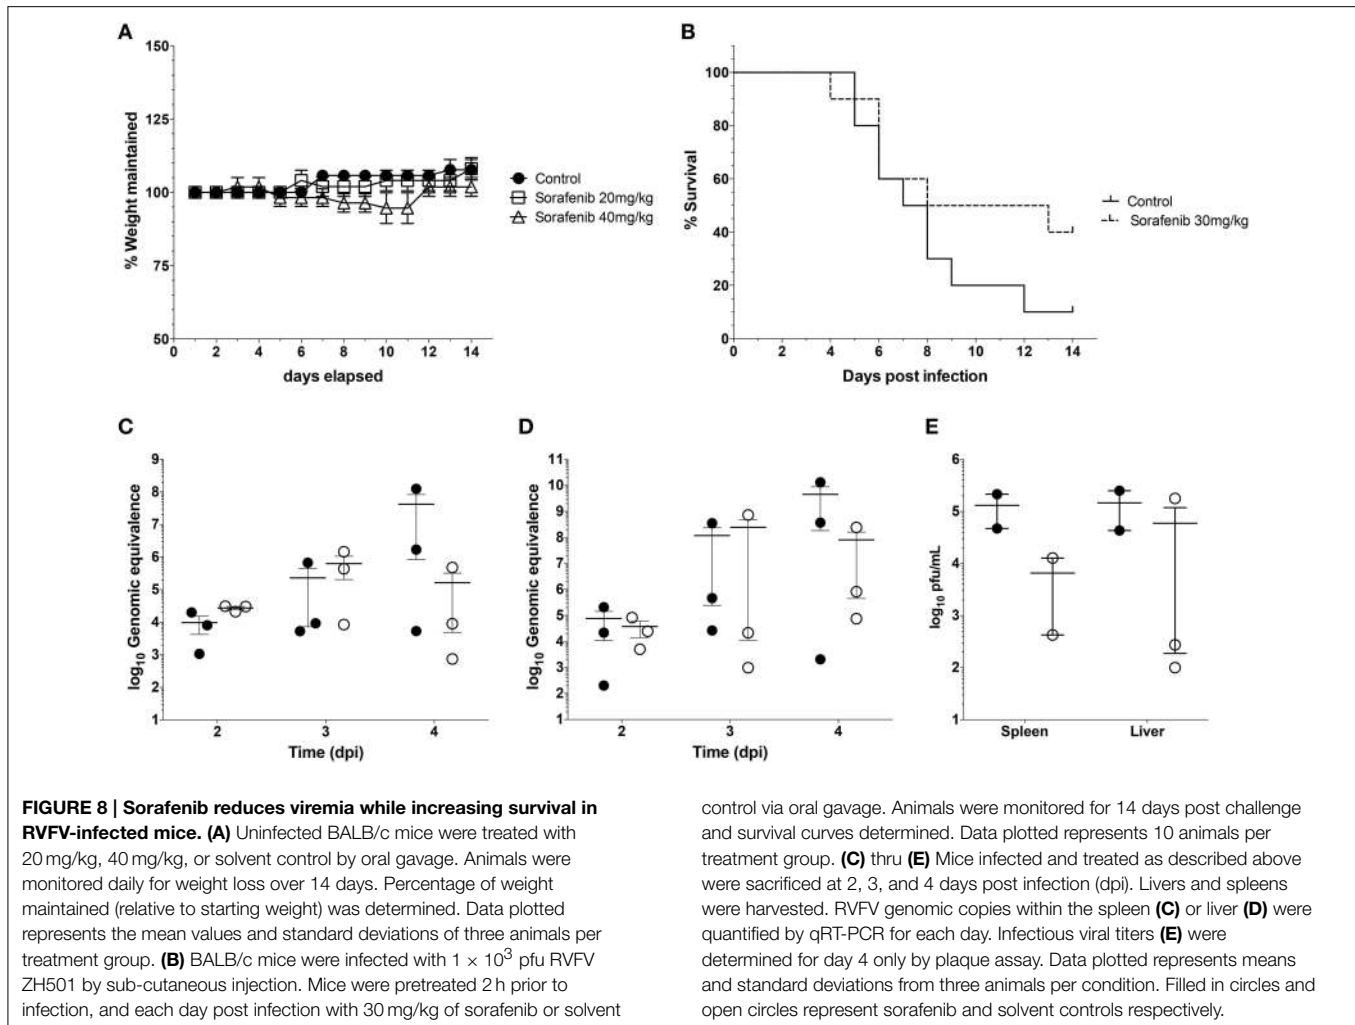 A
150
125
100
75
50
% Weight maintained
0 2 4 6 8 10 12 14
days elapsed
Control
Sorafenib 20mg/kg
Sorafenib 40mg/kg
B
100
80
60
40
20
0
% Survival
0 2 4 6 8 10 12 14
Days post infection
Control
Sorafenib 30mg/kg
C
9
8
7
6
5
4
3
2
1
log10 Genomic equivalence
2 3 4
Time (dpi)
D
11
10
9
8
7
6
5
4
3
2
1
log10 Genomic equivalence
2 3 4
Time (dpi)
E
6
5
4
3
2
1
log10 pfu/mL
Spleen Liver
FIGURE 8 | Sorafenib reduces viremia while increasing survival in
RVFV-infected mice. (A) Uninfected BALB/c mice were treated with
20 mg/kg, 40 mg/kg, or solvent control by oral gavage. Animals were
monitored daily for weight loss over 14 days. Percentage of weight
maintained (relative to starting weight) was determined. Data plotted
represents the mean values and standard deviations of three animals per
treatment group. (B) BALB/c mice were infected with 1 × 10³ pfu RVFV
ZH501 by sub-cutaneous injection. Mice were pretreated 2 h prior to
infection, and each day post infection with 30 mg/kg of sorafenib or solvent
control via oral gavage. Animals were monitored for 14 days post challenge
and survival curves determined. Data plotted represents 10 animals per
treatment group. (C) thru (E) Mice infected and treated as described above
were sacrificed at 2, 3, and 4 days post infection (dpi). Livers and spleens
were harvested. RVFV genomic copies within the spleen (C) or liver (D) were
quantified by qRT-PCR for each day. Infectious viral titers (E) were
determined for day 4 only by plaque assay. Data plotted represents means
and standard deviations from three animals per condition. Filled in circles and
open circles represent sorafenib and solvent controls respectively.